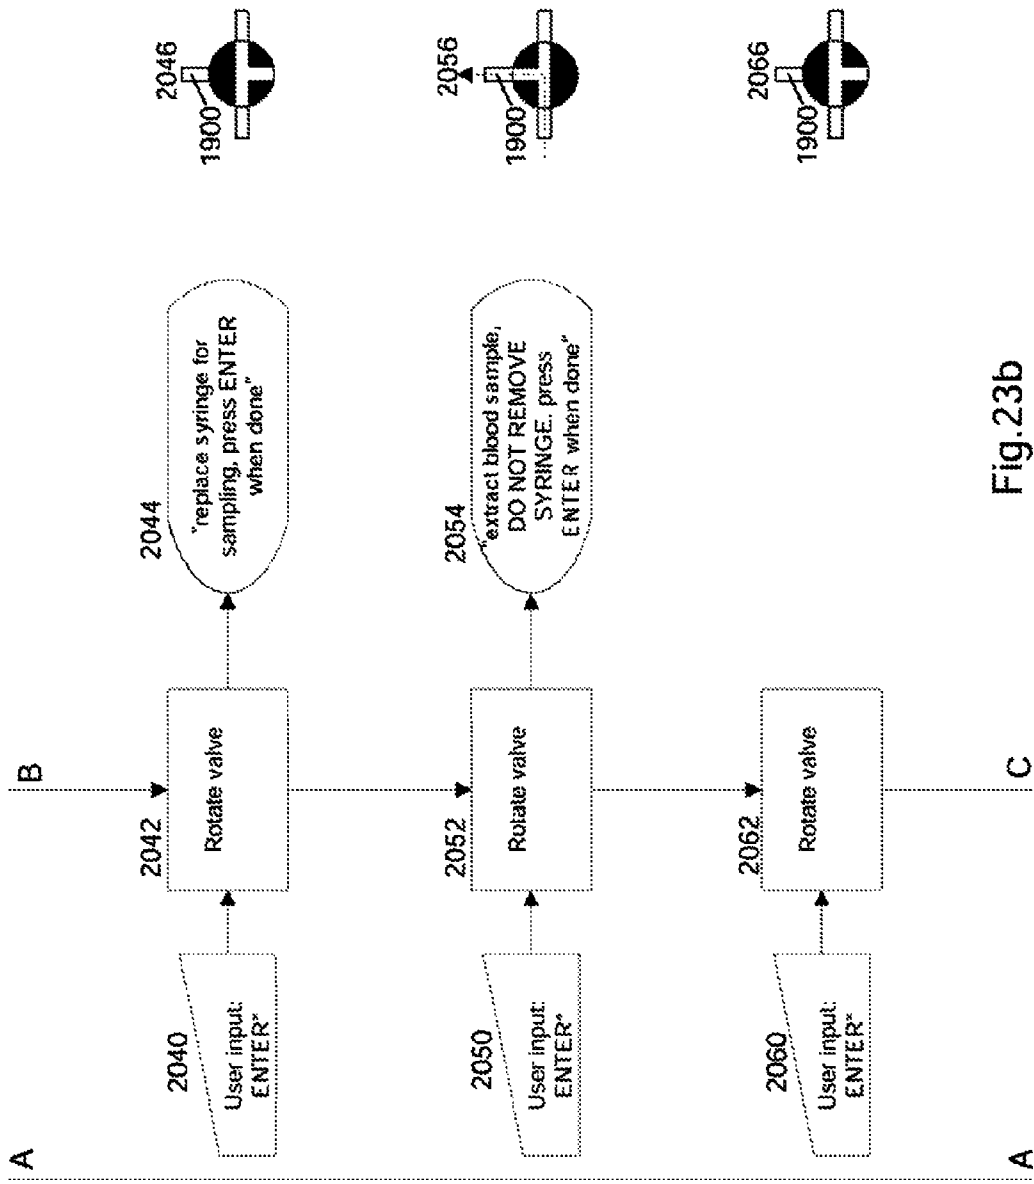 A
B
2040
User input:
ENTER"
2042
Rotate valve
2044
"replace syringe for
sampling, press ENTER
when done"
2046
1900
2050
User input:
ENTER"
2052
Rotate valve
2054
"extract blood sample,
DO NOT REMOVE
SYRINGE. press
ENTER when done"
2056
1900
2060
User input:
ENTER"
2062
Rotate valve
2066
1900
A
C
Fig.23b